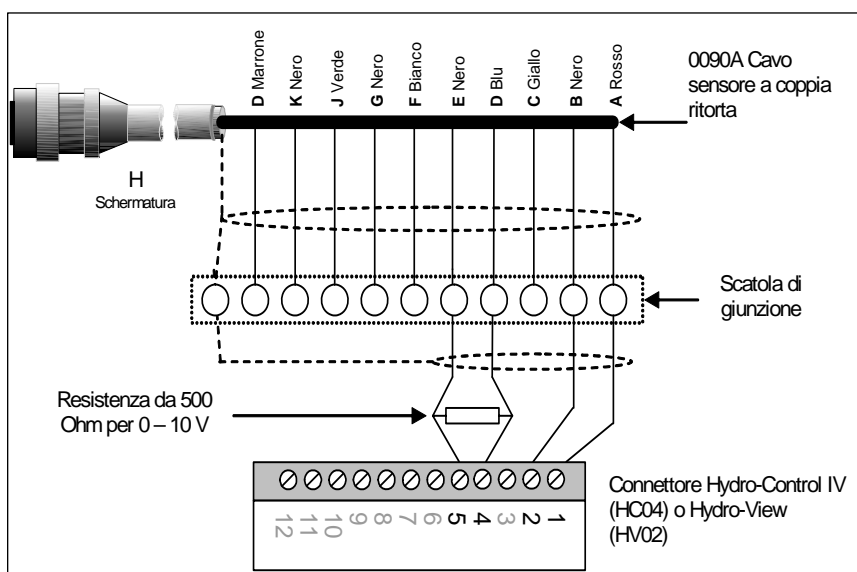 D Marrone
K Nero
J Verde
G Nero
F Bianco
E Nero
D Blu
C Giallo
B Nero
A Rosso
0090A Cavo
sensore a coppia
ritorta
H
Schermatura
Scatola di
giunzione
Resistenza da 500
Ohm per 0 – 10 V
12 11 10 9 8 7 6 5 4 3 2 1
Connettore Hydro-Control IV
(HC04) o Hydro-View
(HV02)